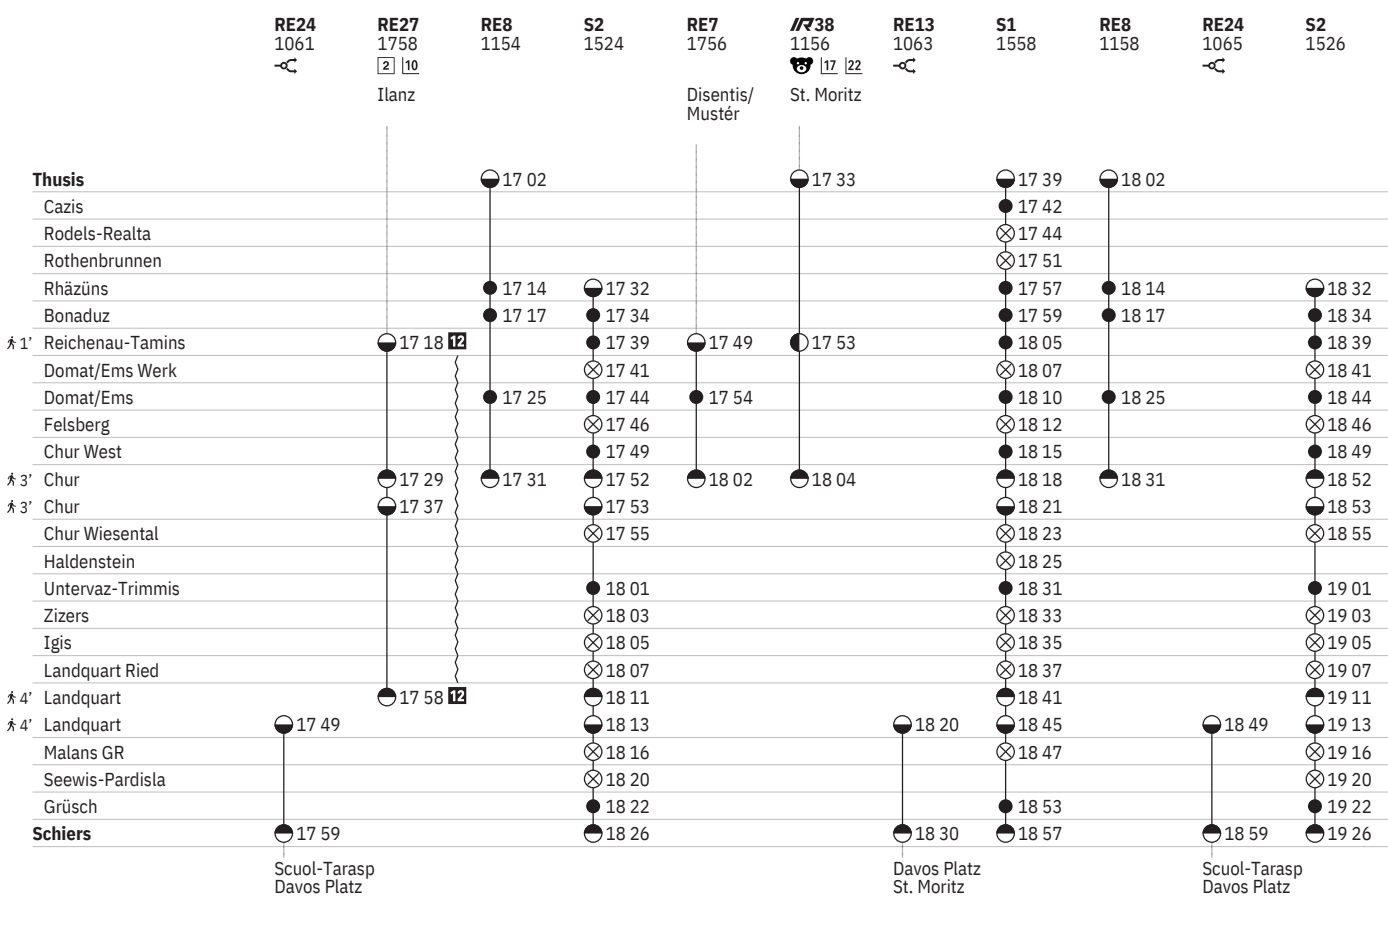 RE24 RE27 RE8 S2 RE7 IR38 RE13 S1 RE8 RE24 S2
1061 1758 1154 1524 1756 1156 1063 1558 1158 1065 1526
2 10 17 22
Ilanz Disentis/ St. Moritz
Mustér
Thusis 17 02 17 33 17 39 18 02
Cazis 17 42
Rodels-Realta 17 44
Rothenbrunnen 17 51
Rhäzüns 17 14 17 32 17 57 18 14 18 32
Bonaduz 17 17 17 34 17 59 18 17 18 34
1’ Reichenau-Tamins 17 18 12 17 39 17 49 17 53 18 05 18 39
Domat/Ems Werk 17 41 18 07 18 41
Domat/Ems 17 25 17 44 17 54 18 10 18 25 18 44
Felsberg 17 46 18 12 18 46
Chur West 17 49 18 15 18 49
3’ Chur 17 29 17 31 17 52 18 02 18 04 18 18 18 31 18 52
3’ Chur 17 37 17 53 18 21 18 53
Chur Wiesental 17 55 18 23 18 55
Haldenstein 18 25
Untervaz-Trimmis 18 01 18 31 19 01
Zizers 18 03 18 33 19 03
Igis 18 05 18 35 19 05
Landquart Ried 18 07 18 37 19 07
4’ Landquart 17 58 12 18 11 18 41 19 11
4’ Landquart 17 49 18 13 18 20 18 45 18 49 19 13
Malans GR 18 16 18 47 19 16
Seewis-Pardisla 18 20 19 20
Grüsch 18 22 18 53 19 22
Schiers 17 59 18 26 18 30 18 57 18 59 19 26
Scuol-Tarasp Davos Platz Scuol-Tarasp
Davos Platz St. Moritz Davos Platz